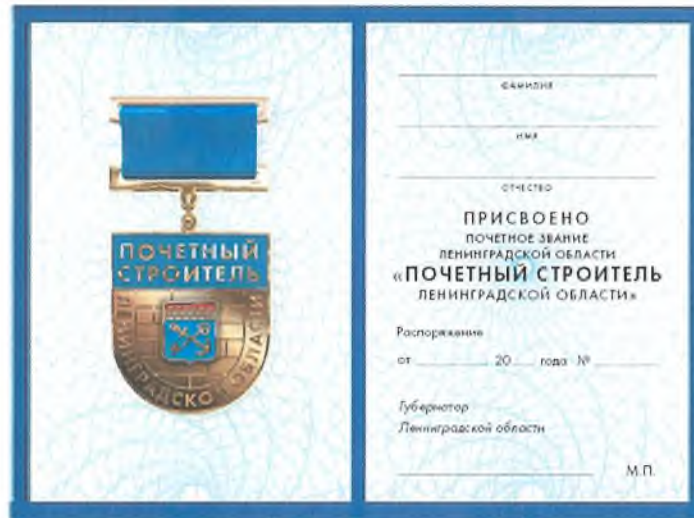 ПОЧЕТНЫЙ
СТРОИТЕЛЬ
ЛЕНИНГРАДСКОЙ ОБЛАСТИ
ФАМИЛИЯ
ИМЯ
ОТЧЕСТВО
ПРИСВОЕНО
ПОЧЕТНОЕ ЗВАНИЕ
ЛЕНИНГРАДСКОЙ ОБЛАСТИ
«ПОЧЕТНЫЙ СТРОИТЕЛЬ
ЛЕНИНГРАДСКОЙ ОБЛАСТИ»
Распоряжение
от 20 года №
Губернатор
Ленинградской области
М.П.